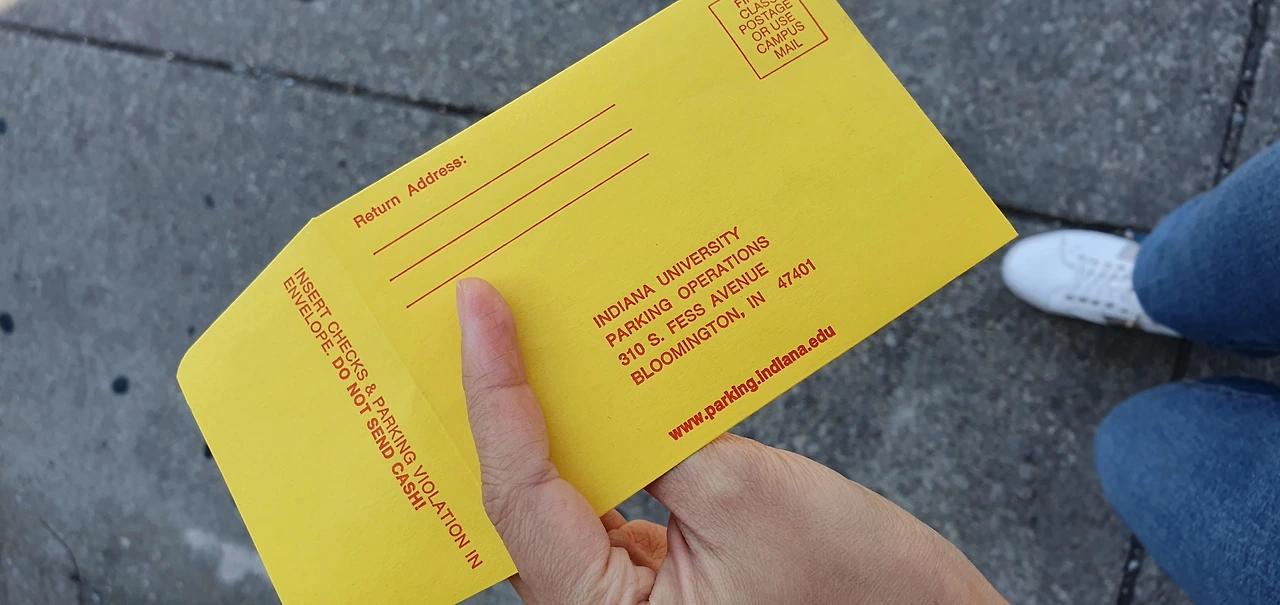 CLASS
POSTAGE
OR USE
CAMPUS
MAIL
Return Address:
INDIANA UNIVERSITY
PARKING OPERATIONS
310 S. FESS AVENUE
BLOOMINGTON, IN 47401
www.parking.indiana.edu
INSERT CHECKS & PARKING VIOLATION IN
ENVELOPE. DO NOT SEND CASH!